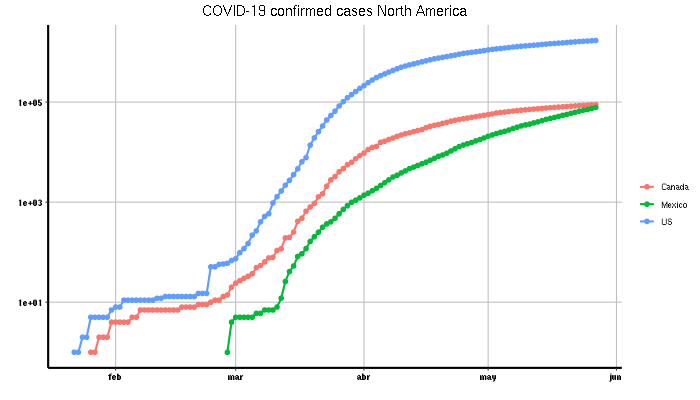 COVID-19 confirmed cases North America
1e+05
1e+03
1e+01
feb
mar
abr
may
jun
Canada
Mexico
US